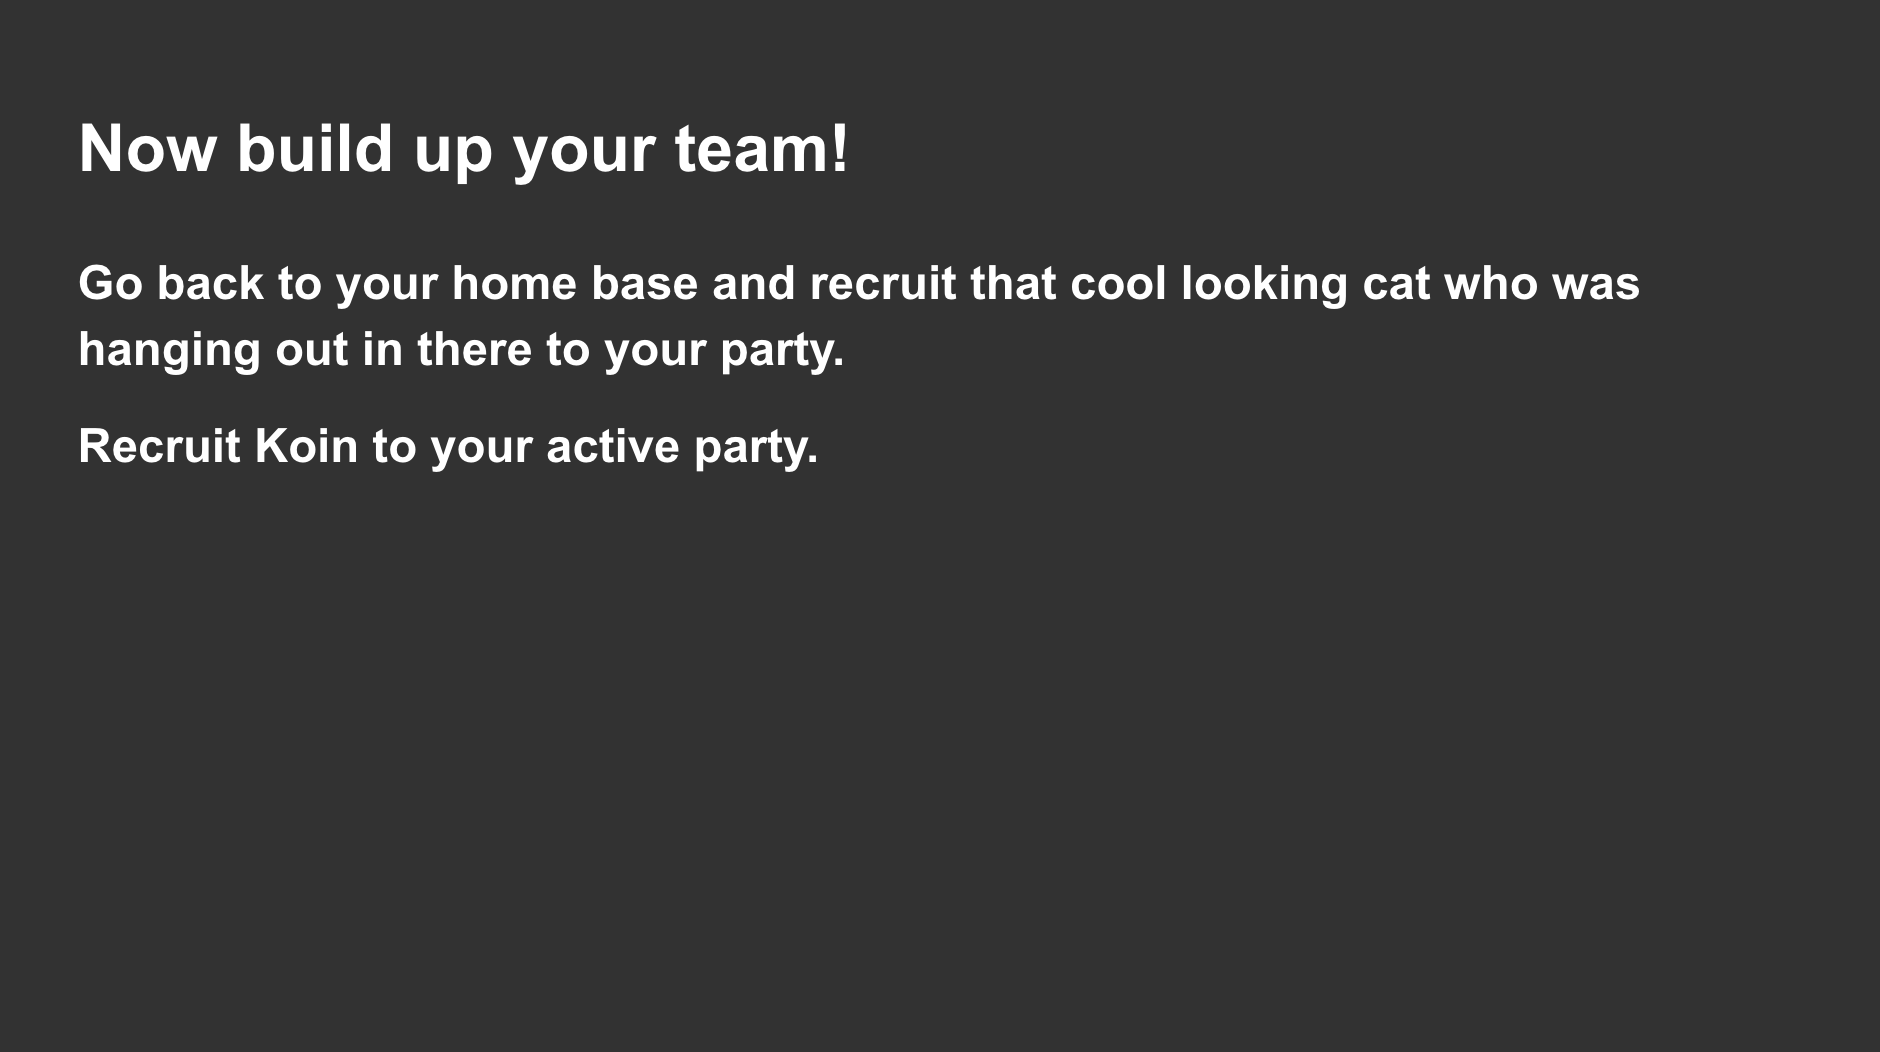 Now build up your team!
Go back to your home base and recruit that cool looking cat who was
hanging out in there to your party.
Recruit Koin to your active party.